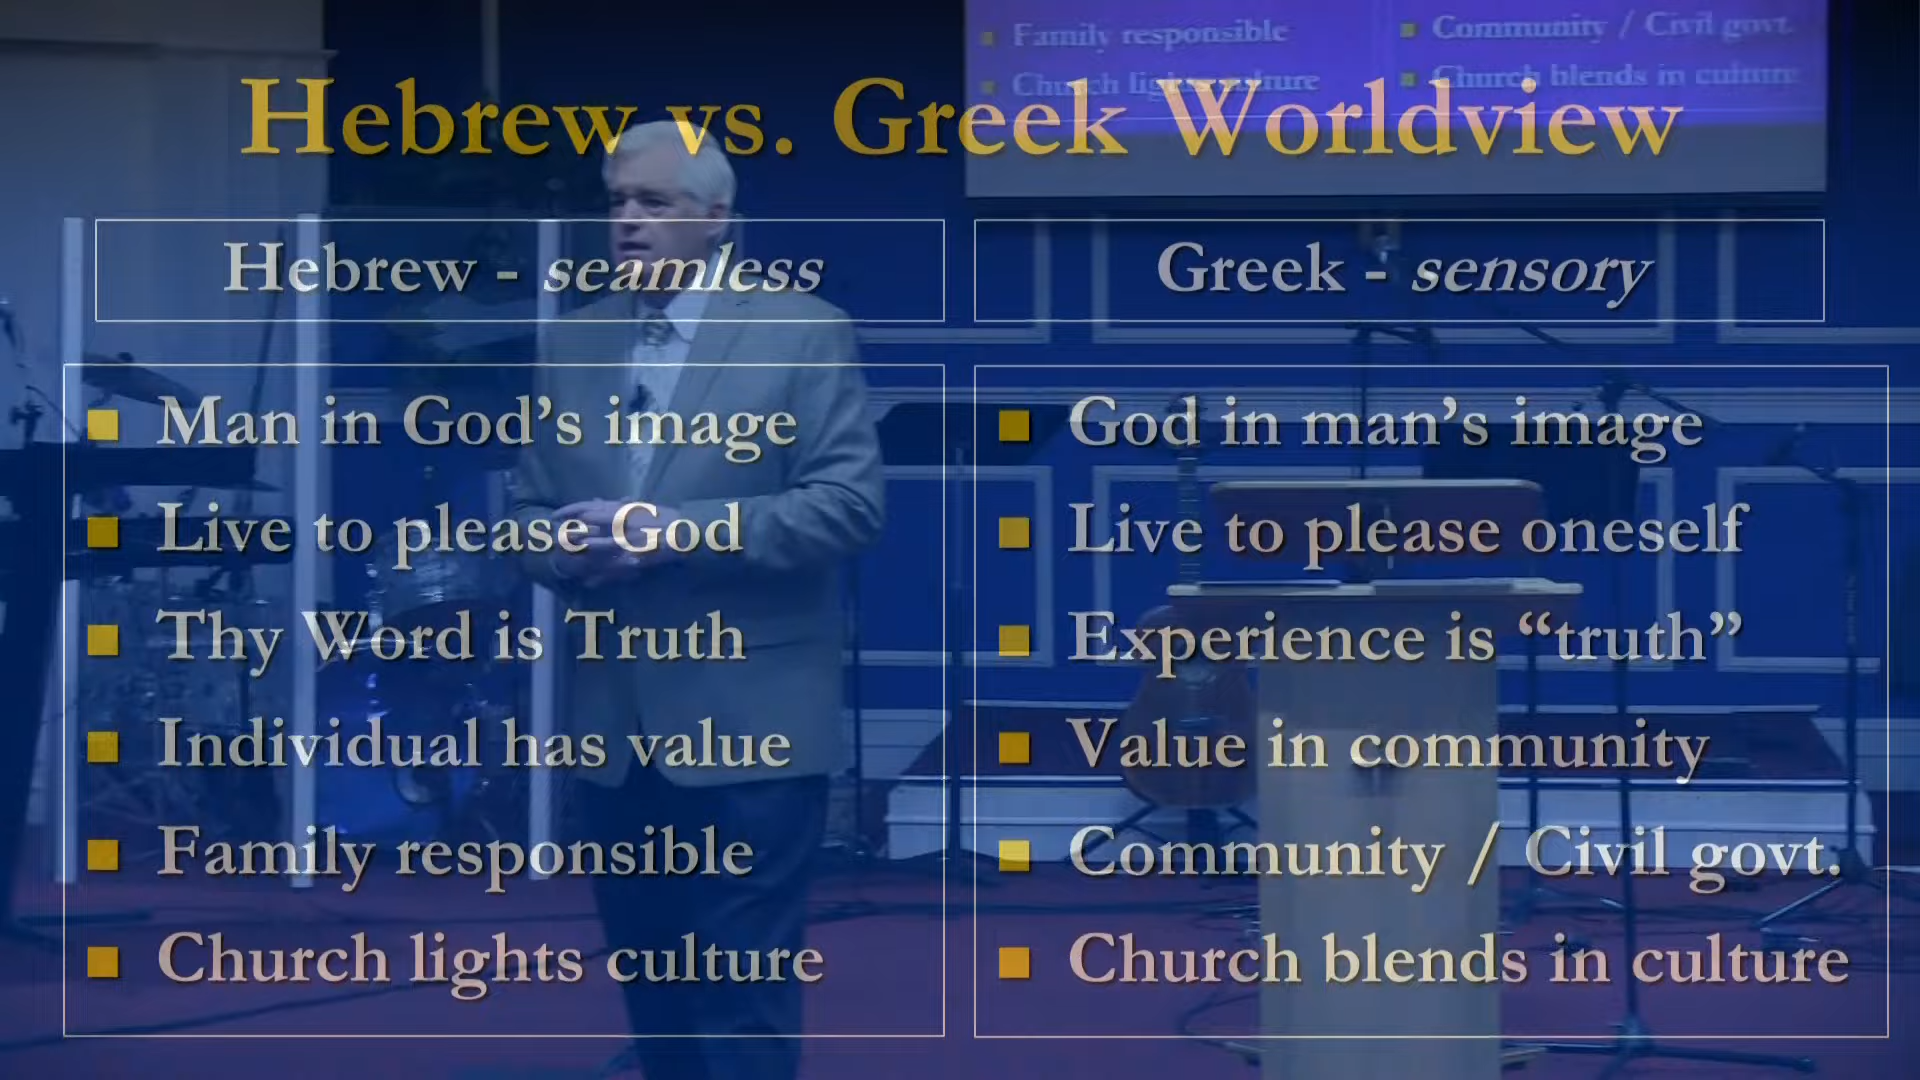 Family responsible
Community / Civil govt.
Church lights culture
Church blends in culture
Hebrew vs. Greek Worldview
Hebrew - seamless
Greek - sensory
Man in God’s image
Live to please God
Thy Word is Truth
Individual has value
Family responsible
Church lights culture
God in man’s image
Live to please oneself
Experience is “truth”
Value in community
Community / Civil govt.
Church blends in culture